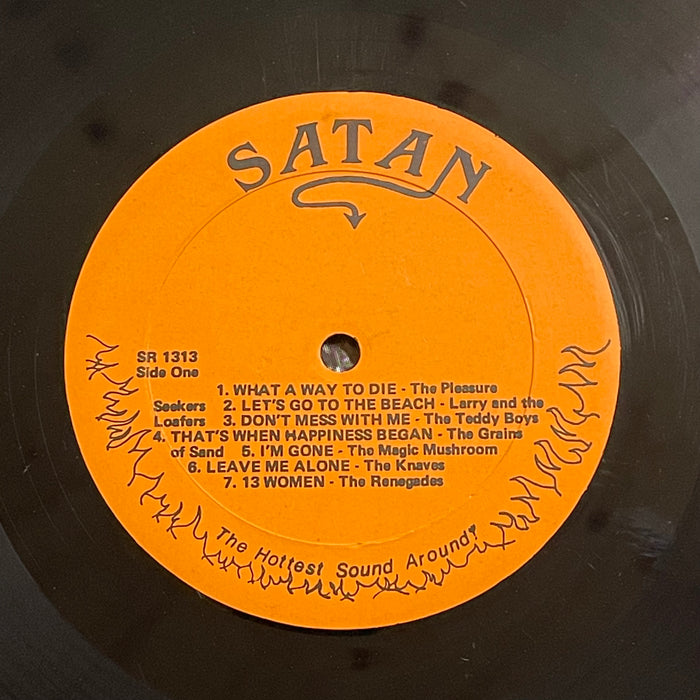 SATAN
SR 1313
Side One
1. WHAT A WAY TO DIE - The Pleasure
Seekers 2. LET'S GO TO THE BEACH - Larry and the
Loafers 3. DON'T MESS WITH ME - The Teddy Boys
4. THAT'S WHEN HAPPINESS BEGAN - The Grains
of Sand 5. I'M GONE - The Magic Mushroom
6. LEAVE ME ALONE - The Knaves
7. 13 WOMEN - The Renegades
The Hottest Sound Around